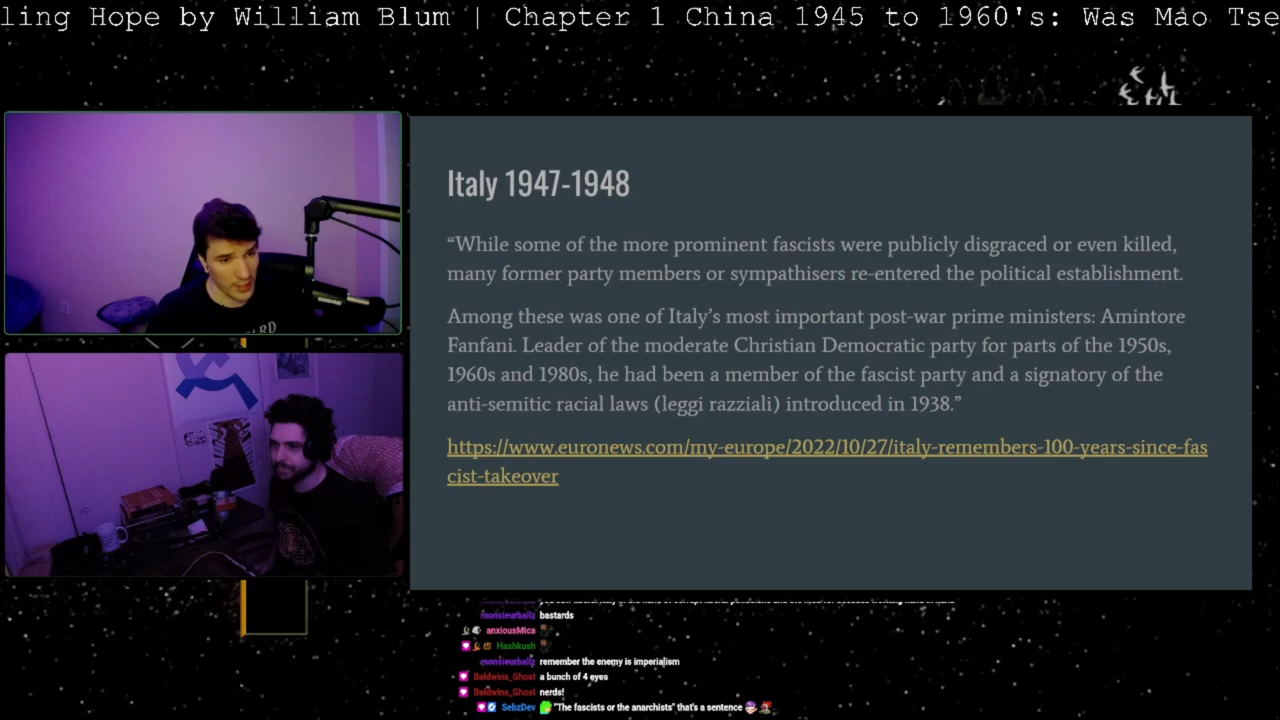 ling Hope by William Blum | Chapter 1 China 1945 to 1960's: Was Mao Tse
Italy 1947-1948
“While some of the more prominent fascists were publicly disgraced or even killed,
many former party members or sympathisers re-entered the political establishment.
Among these was one of Italy’s most important post-war prime ministers: Amintore
Fanfani. Leader of the moderate Christian Democratic party for parts of the 1950s,
1960s and 1980s, he had been a member of the fascist party and a signatory of the
anti-semitic racial laws (leggi razziali) introduced in 1938.”
https://www.euronews.com/my-europe/2022/10/27/italy-remembers-100-years-since-fas
cist-takeover
monsieurballz bastards
anxiousMica
Hashkush
monsieurballz remember the enemy is imperialism
Baldwins_Ghost a bunch of 4 eyes
Baldwins_Ghost nerds!
SebzDev "The fascists or the anarchists" that's a sentence